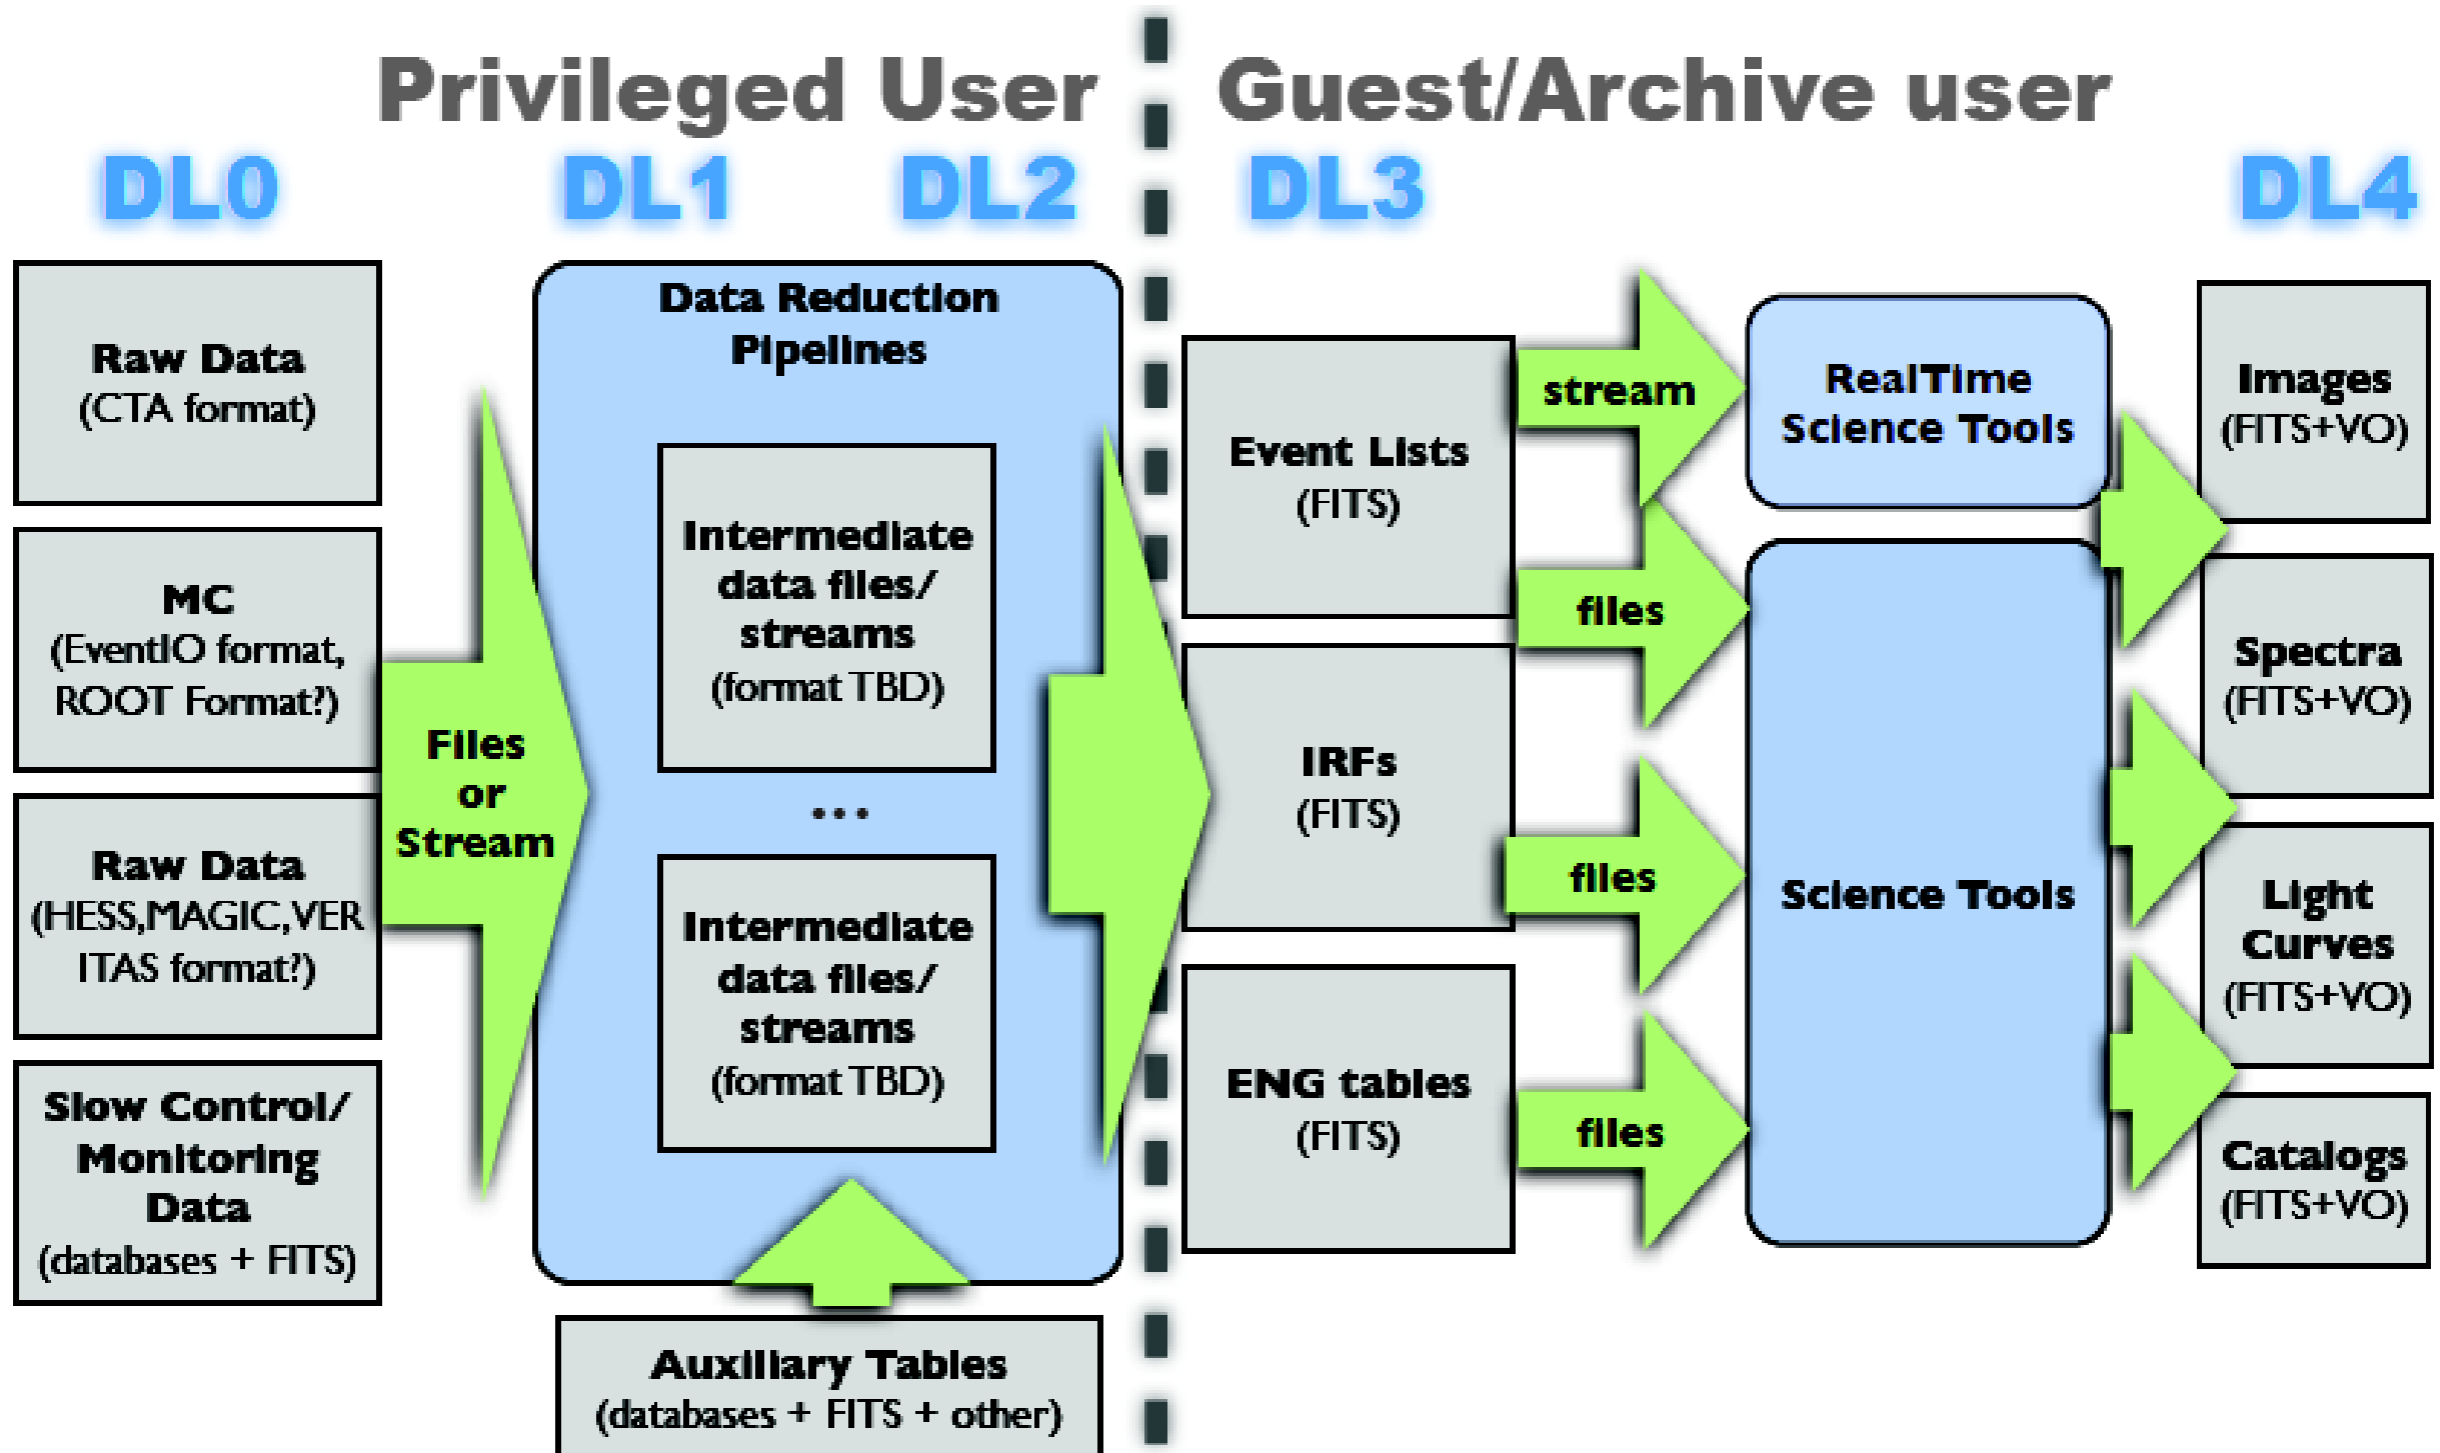 Privileged User
Guest/Archive user
DL0
DL1
DL2
DL3
DL4
Raw Data
(CTA format)
MC
(EventIO format,
ROOT Format?)
Raw Data
(HESS,MAGIC,VER
ITAS format?)
Slow Control/
Monitoring
Data
(databases + FITS)
Files
or
Stream
Data Reduction
Pipelines
Intermediate
data files/
streams
(format TBD)
...
Intermediate
data files/
streams
(format TBD)
Auxiliary Tables
(databases + FITS + other)
Event Lists
(FITS)
IRFs
(FITS)
ENG tables
(FITS)
stream
files
files
files
RealTime
Science Tools
Science Tools
Images
(FITS+VO)
Spectra
(FITS+VO)
Light
Curves
(FITS+VO)
Catalogs
(FITS+VO)